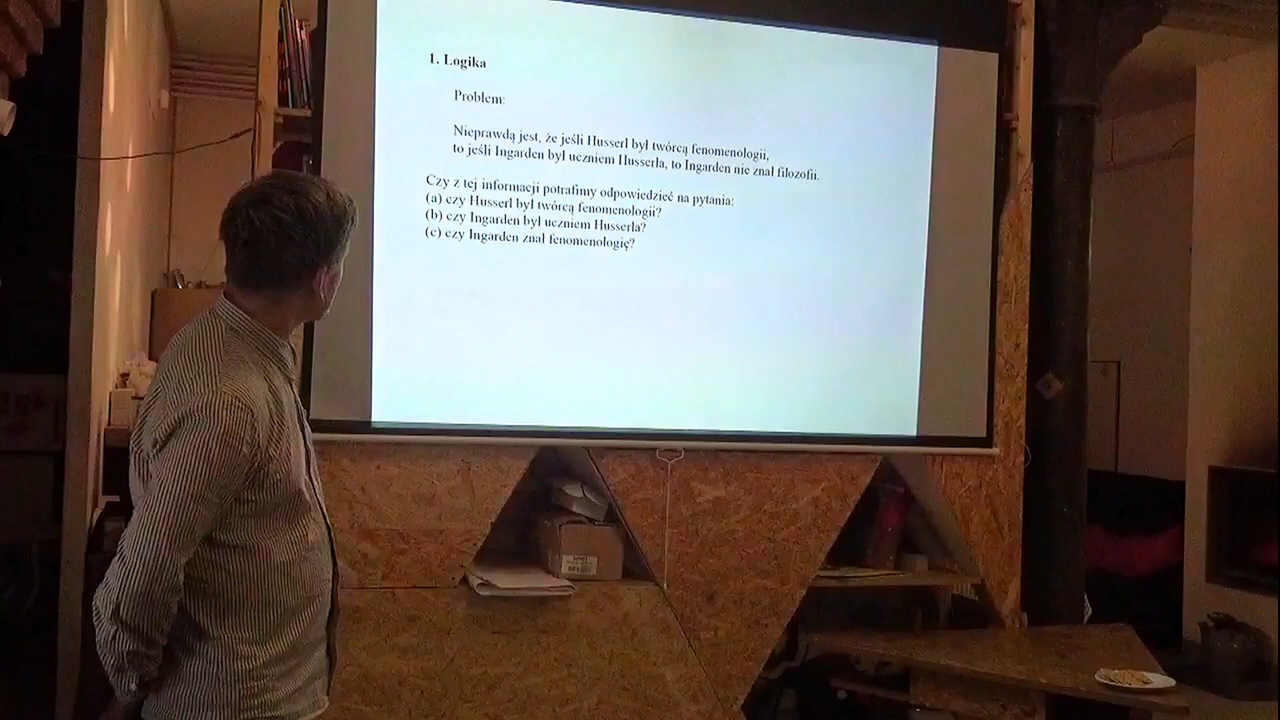 1. Logika
Problem:
Nieprawdą jest, że jeśli Husserl był twórcą fenomenologii,
to jeśli Ingarden był uczniem Husserla, to Ingarden nie znał filozofii.
Czy z tej informacji potrafimy odpowiedzieć na pytania:
(a) czy Husserl był twórcą fenomenologii?
(b) czy Ingarden był uczniem Husserla?
(c) czy Ingarden znał fenomenologię?